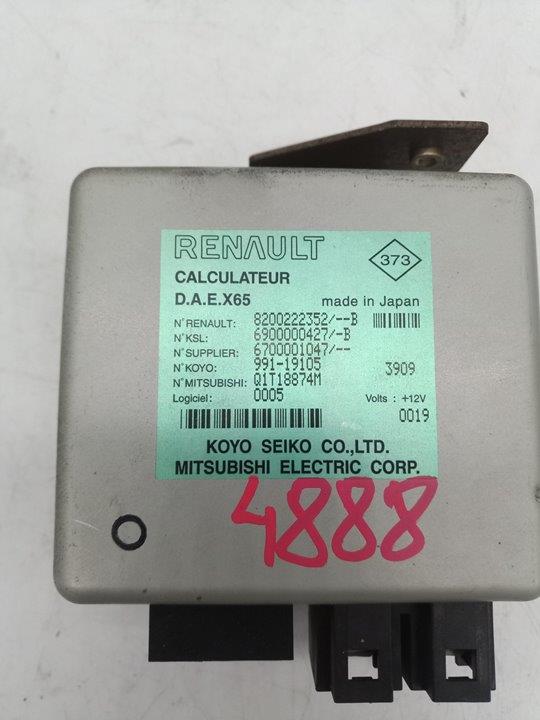 RENAULT
373
CALCULATEUR
D.A.E.X65 made in Japan
N°RENAULT: 8200222352/--B
N°KSL: 6900000427/-B
N°SUPPLIER: 6700001047/--
N°KOYO: 991-19105 3909
N°MITSUBISHI: Q1T18874M
Logiciel: 0005 Volts : +12V
0019
KOYO SEIKO CO.,LTD.
MITSUBISHI ELECTRIC CORP.
4888